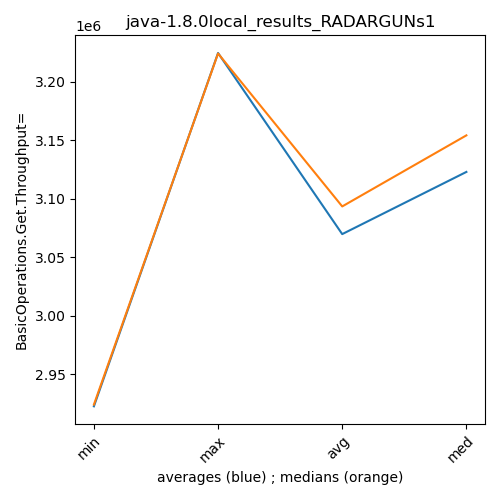 java-1.8.0local_results_RADARGUNs1
1e6
3.20
3.15
3.10
3.05
3.00
2.95
BasicOperations.Get.Throughput=
min
max
avg
med
averages (blue) ; medians (orange)